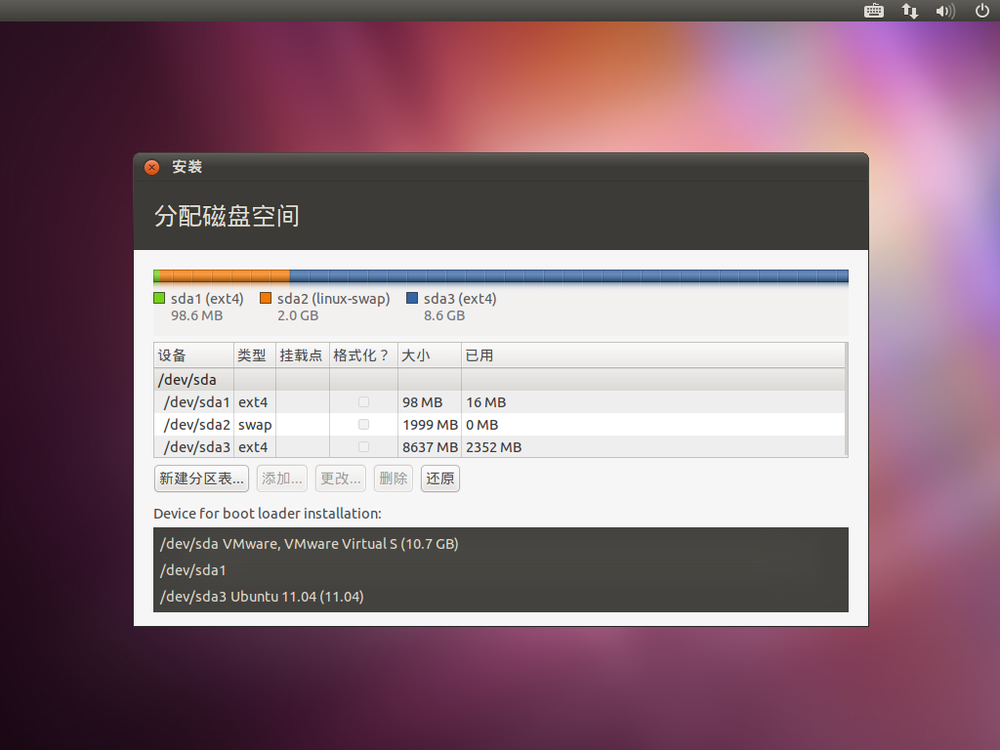 安装
分配磁盘空间
sda1 (ext4) sda2 (linux-swap) sda3 (ext4)
98.6 MB 2.0 GB 8.6 GB
设备 类型 挂载点 格式化？ 大小 已用
/dev/sda
/dev/sda1 ext4 98 MB 16 MB
/dev/sda2 swap 1999 MB 0 MB
/dev/sda3 ext4 8637 MB 2352 MB
新建分区表... 添加... 更改... 删除 还原
Device for boot loader installation:
/dev/sda VMware, VMware Virtual S (10.7 GB)
/dev/sda1
/dev/sda3 Ubuntu 11.04 (11.04)